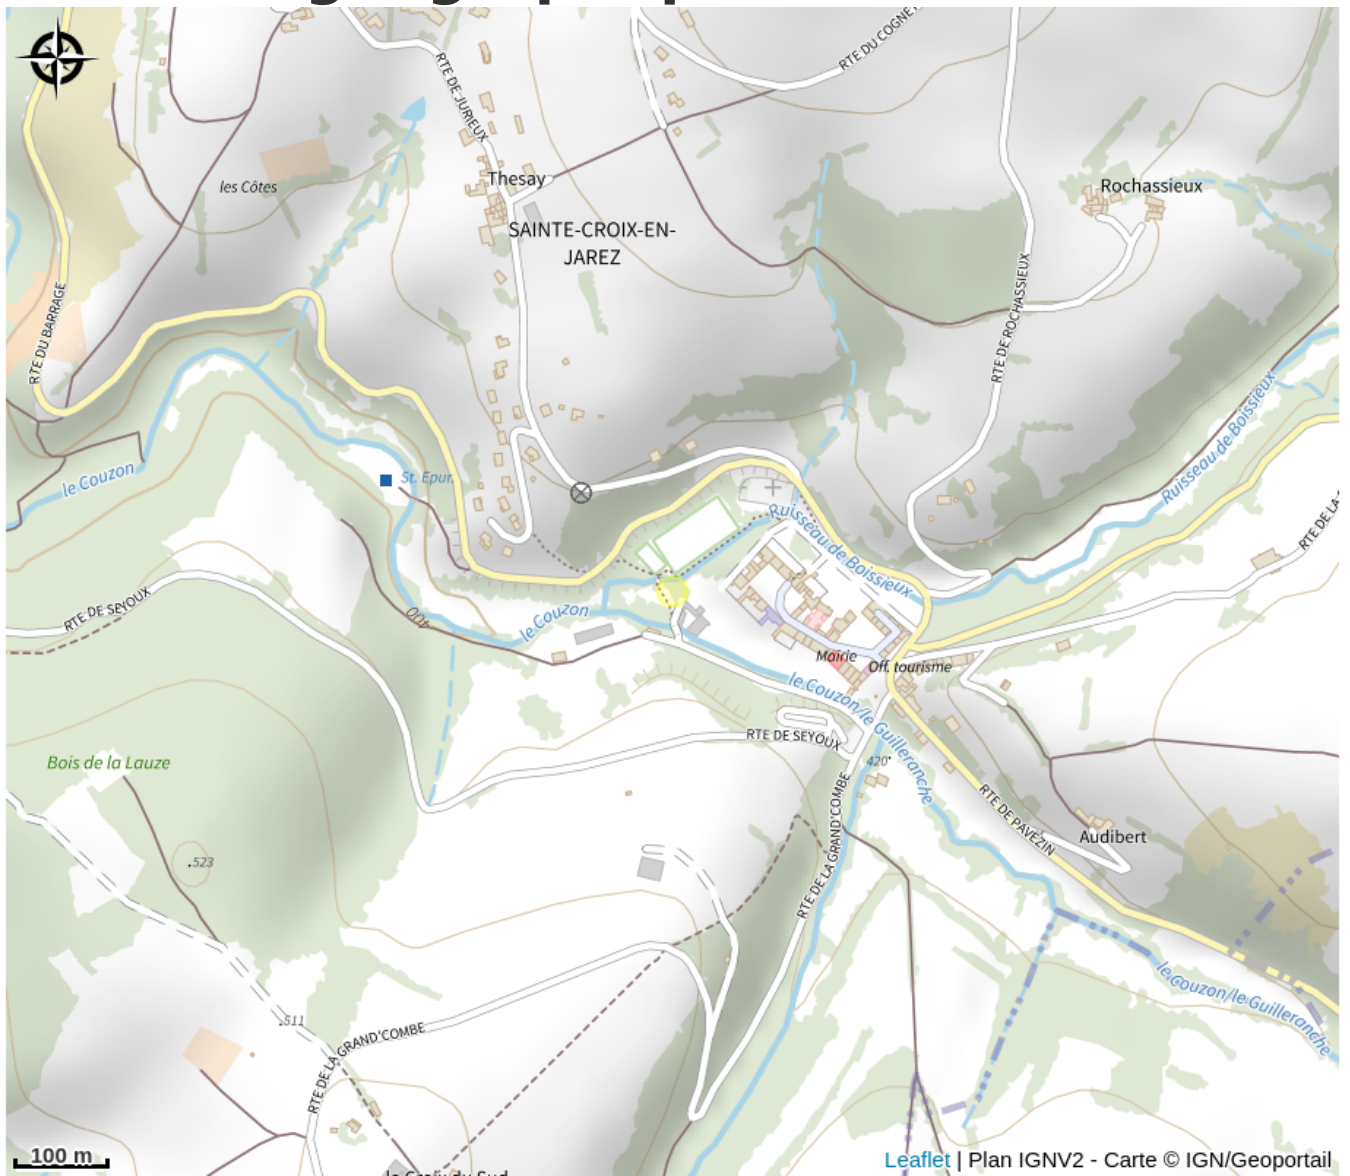 RTE DU COGNET
RTE DE JURIEUX
Thesay
les Côtes
Rochassieux
SAINTE-CROIX-EN-
JAREZ
RTE DU BARRAGE
RTE DE ROCHASSIEUX
Ruisseau de Boissieux
le Couzon
St. Epur.
Ruisseau de Boissieux
RTE DE LA
RTE DE SEYOUX
400
le Couzon
Mairie
Off. tourisme
le Couzon/le Guilleranche
RTE DE SEYOUX
420
Bois de la Lauze
RTE DE PAVEZIN
Audibert
RTE DE LA GRAND'COMBE
523
le Couzon/le Guilleranche
511
RTE DE LA GRAND'COMBE
100 m
la Croix du Sud
Leaflet | Plan IGNV2 - Carte © IGN/Geoportail